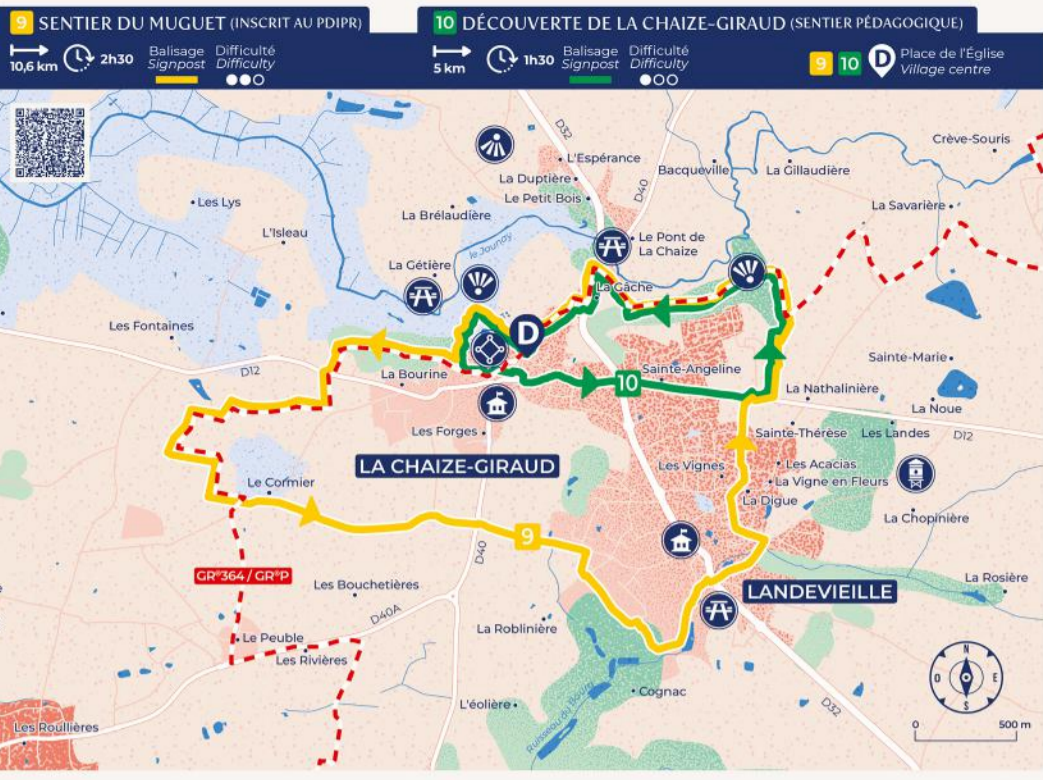 9 SENTIER DU MUGUET (INSCRIT AU PDIPR)
10,6 km
2h30
Balisage
Signpost
Difficulté
Difficulty
10 DÉCOUVERTE DE LA CHAIZE-GIRAUD (SENTIER PÉDAGOGIQUE)
5 km
1h30
Balisage
Signpost
Difficulté
Difficulty
9 10 D Place de l'Église
Village centre
D32
L'Espérance
Crève-Souris
La Duptière
Bacqueville
La Gillaudière
Le Petit Bois
D40
Les Lys
La Brélaudière
La Savarière
L'Isleau
le Jaunay
Le Pont de
La Chaize
La Gétière
La Gâche
Les Fontaines
D
D12
La Bourine
Sainte-Angeline
Sainte-Marie
10
La Nathalinière
La Noue
Les Forges
Sainte-Thérèse
Les Landes
D12
LA CHAIZE-GIRAUD
Les Vignes
Les Acacias
La Vigne en Fleurs
Le Cormier
La Digue
La Chopinière
9
D40
GR®364 / GR®P
Les Bouchetières
LANDEVIEILLE
La Rosière
D40A
La Roblinière
Le Peuble
Les Rivières
N
O
E
S
Cognac
L'éolière
Ruisseau du
D32
Les Roullières
0
500 m